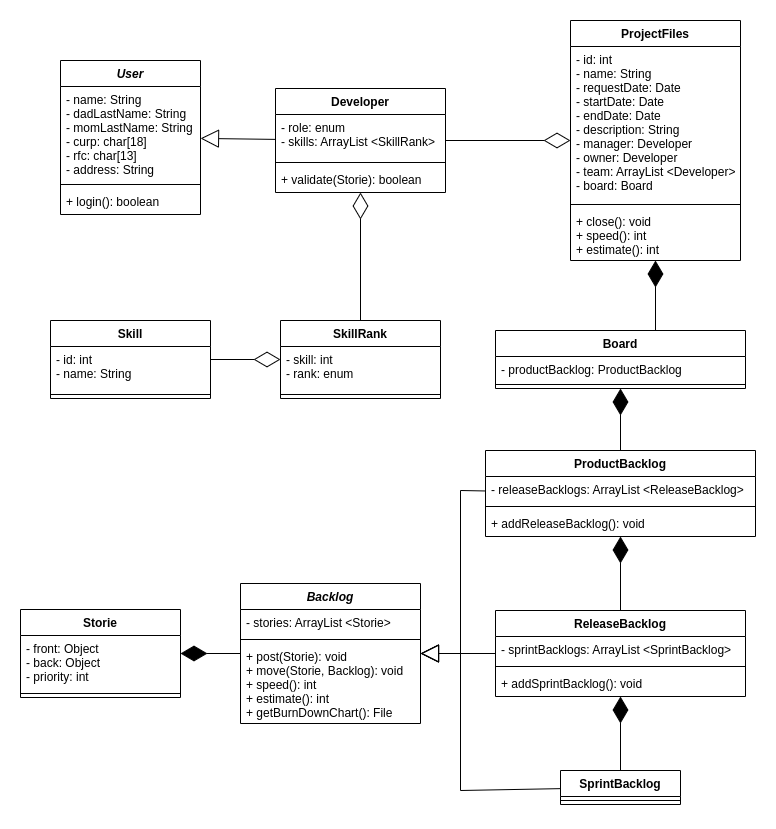 User
- name: String
- dadLastName: String
- momLastName: String
- curp: char[18]
- rfc: char[13]
- address: String
+ login(): boolean
Developer
- role: enum
- skills: ArrayList <SkillRank>
+ validate(Storie): boolean
ProjectFiles
- id: int
- name: String
- requestDate: Date
- startDate: Date
- endDate: Date
- description: String
- manager: Developer
- owner: Developer
- team: ArrayList <Developer>
- board: Board
+ close(): void
+ speed(): int
+ estimate(): int
Skill
- id: int
- name: String
SkillRank
- skill: int
- rank: enum
Board
- productBacklog: ProductBacklog
ProductBacklog
- releaseBacklogs: ArrayList <ReleaseBacklog>
+ addReleaseBacklog(): void
Storie
- front: Object
- back: Object
- priority: int
Backlog
- stories: ArrayList <Storie>
+ post(Storie): void
+ move(Storie, Backlog): void
+ speed(): int
+ estimate(): int
+ getBurnDownChart(): File
ReleaseBacklog
- sprintBacklogs: ArrayList <SprintBacklog>
+ addSprintBacklog(): void
SprintBacklog